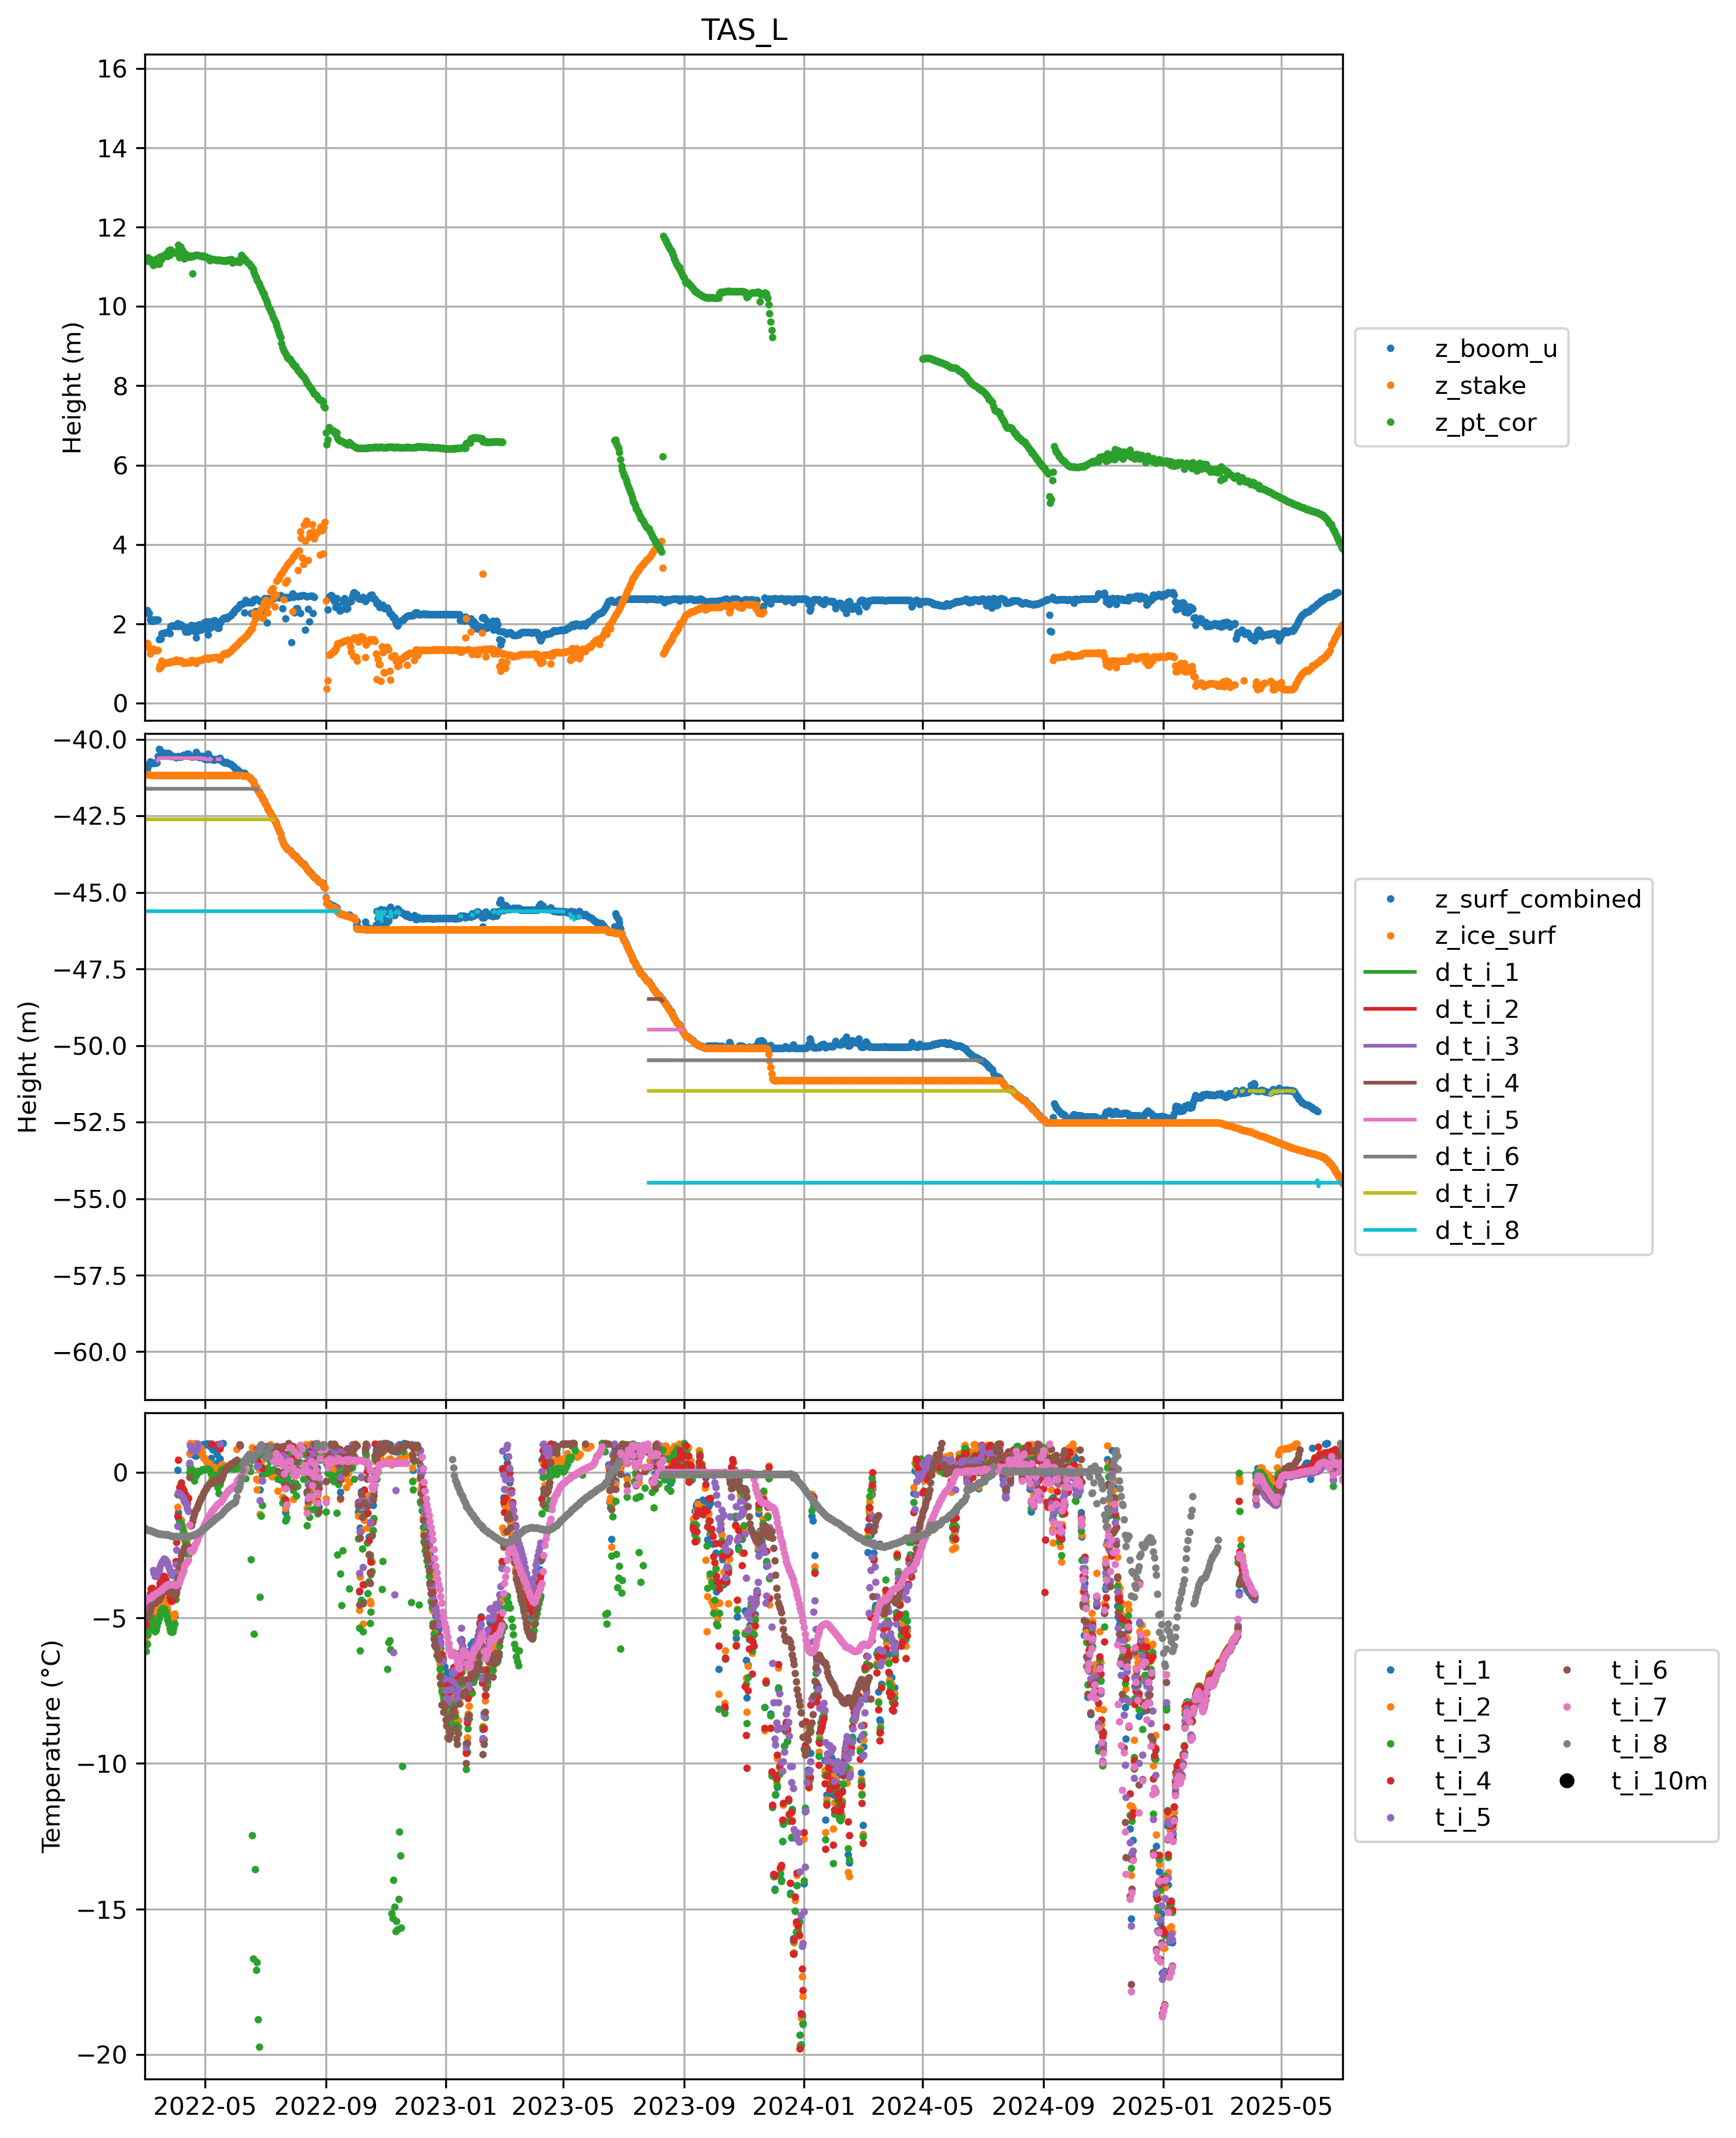 TAS_L
16
14
12
10
8
6
4
2
0
Height (m)
z_boom_u
z_stake
z_pt_cor
−40.0
−42.5
−45.0
−47.5
−50.0
−52.5
−55.0
−57.5
−60.0
Height (m)
z_surf_combined
z_ice_surf
d_t_i_1
d_t_i_2
d_t_i_3
d_t_i_4
d_t_i_5
d_t_i_6
d_t_i_7
d_t_i_8
0
−5
−10
−15
−20
Temperature (°C)
t_i_1
t_i_2
t_i_3
t_i_4
t_i_5
t_i_6
t_i_7
t_i_8
t_i_10m
2022-05 2022-09 2023-01 2023-05 2023-09 2024-01 2024-05 2024-09 2025-01 2025-05